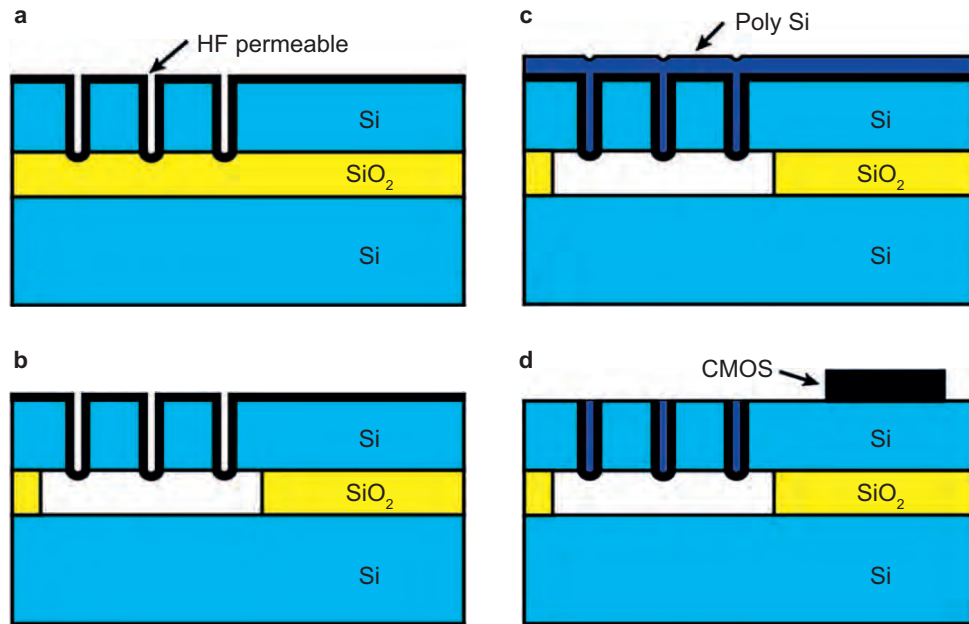 a
HF permeable
Si
SiO₂
Si
b
Si
SiO₂
Si
c
Poly Si
Si
SiO₂
Si
d
CMOS
Si
SiO₂
Si